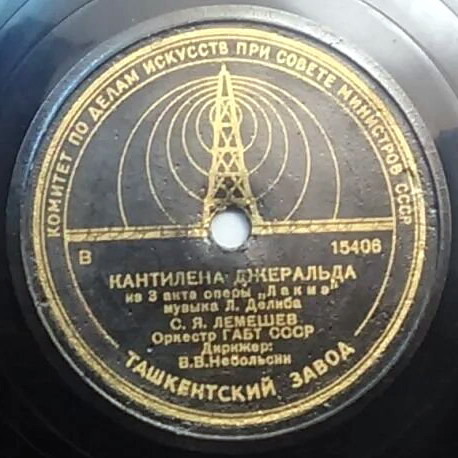 КОМИТЕТ ПО ДЕЛАМ ИСКУССТВ ПРИ СОВЕТЕ МИНИСТРОВ СССР
В 15406
КАНТИЛЕНА ДЖЕРАЛЬДА
из 3 акта оперы „Лакмэ"
музыка Л. Делиба
С. Я. ЛЕМЕШЕВ
Оркестр ГАБТ СССР
Дирижер:
В.В.Небольсин
ТАШКЕНТСКИЙ ЗАВОД